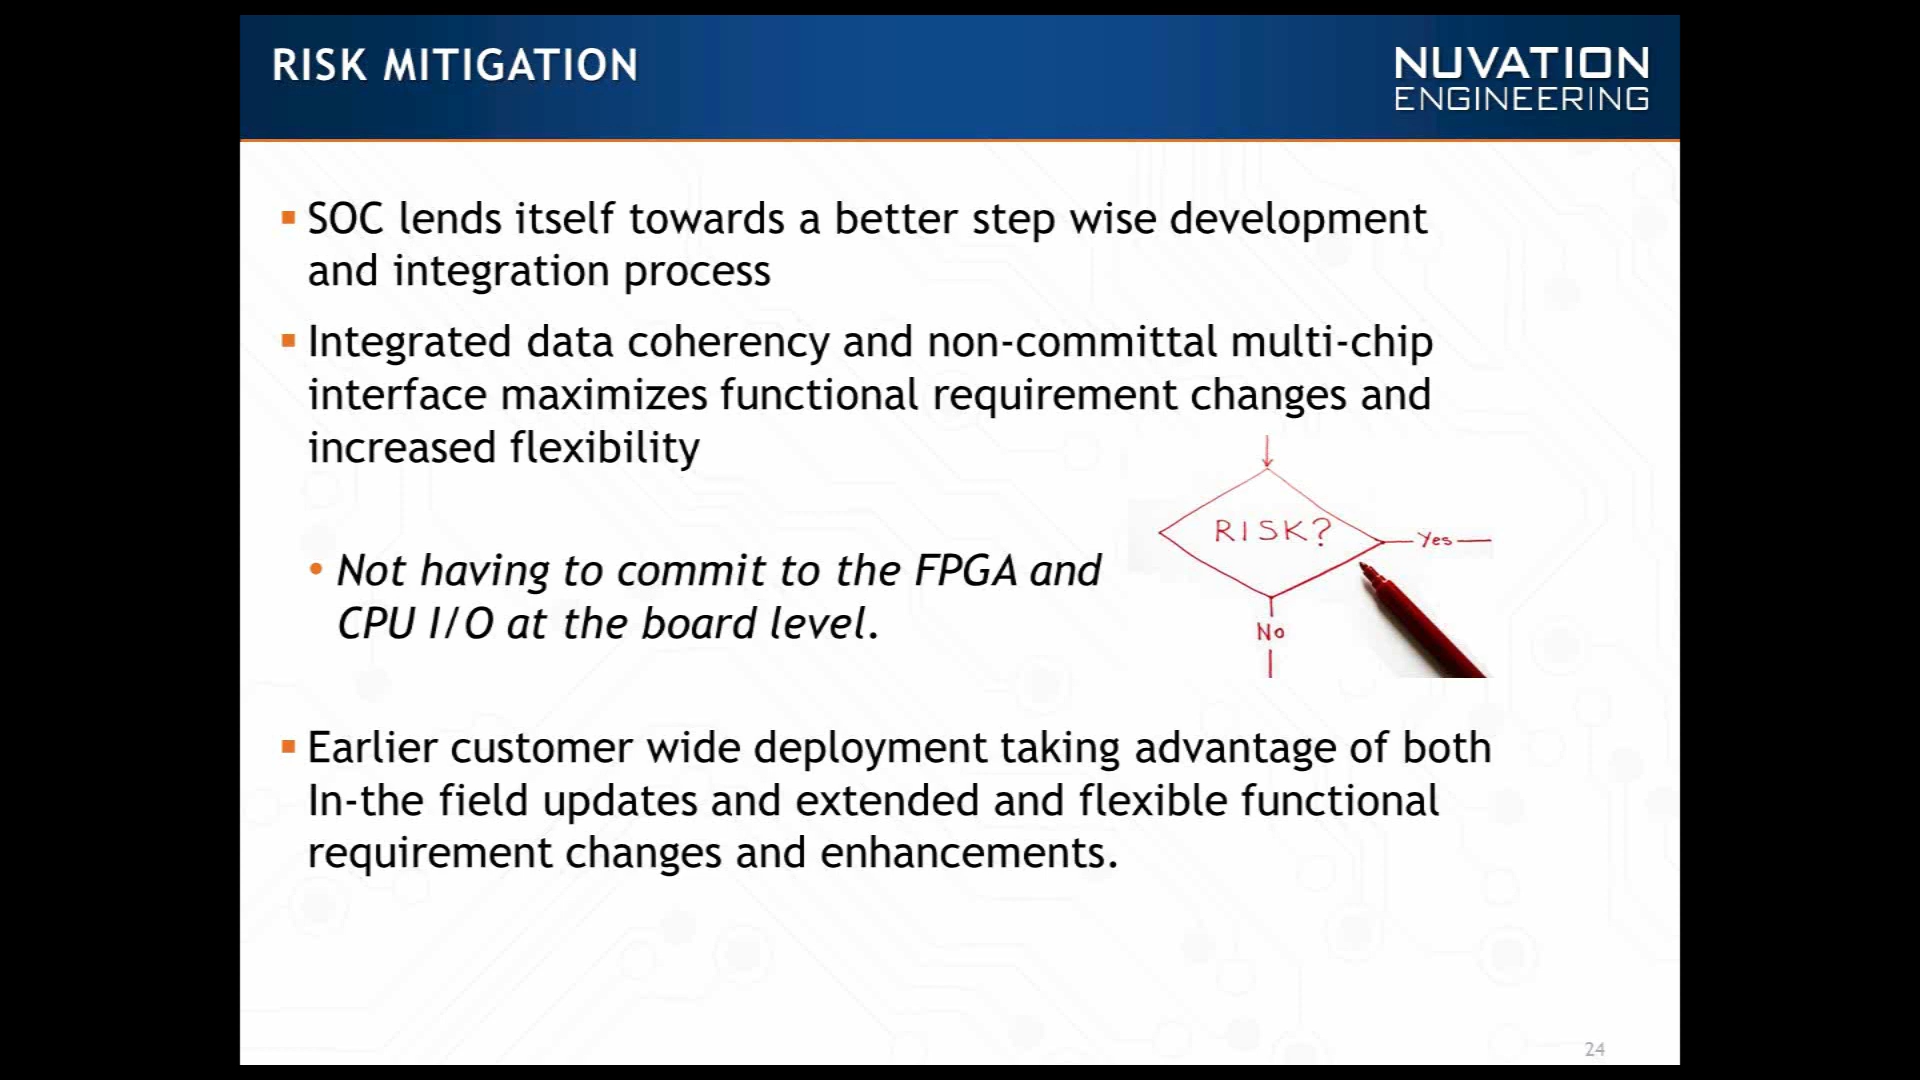 RISK MITIGATION
NUVATION
ENGINEERING
▪ SOC lends itself towards a better step wise development
and integration process
▪ Integrated data coherency and non-committal multi-chip
interface maximizes functional requirement changes and
increased flexibility
RISK?
Yes
No
• Not having to commit to the FPGA and
CPU I/O at the board level.
▪ Earlier customer wide deployment taking advantage of both
In-the field updates and extended and flexible functional
requirement changes and enhancements.
24